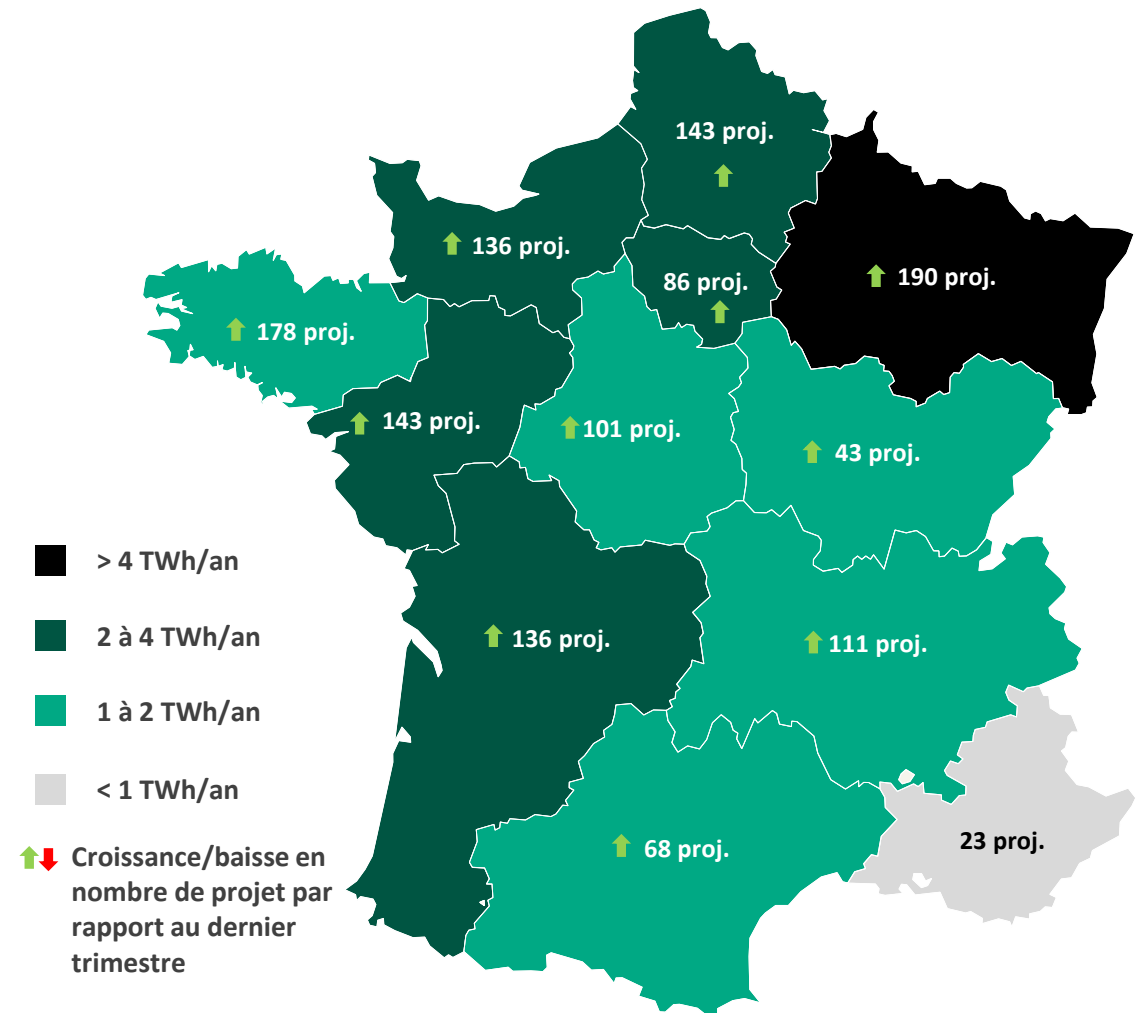 143 proj.
136 proj.
86 proj.
190 proj.
178 proj.
143 proj.
101 proj.
43 proj.
136 proj.
111 proj.
68 proj.
23 proj.
> 4 TWh/an
2 à 4 TWh/an
1 à 2 TWh/an
< 1 TWh/an
Croissance/baisse en
nombre de projet par
rapport au dernier
trimestre